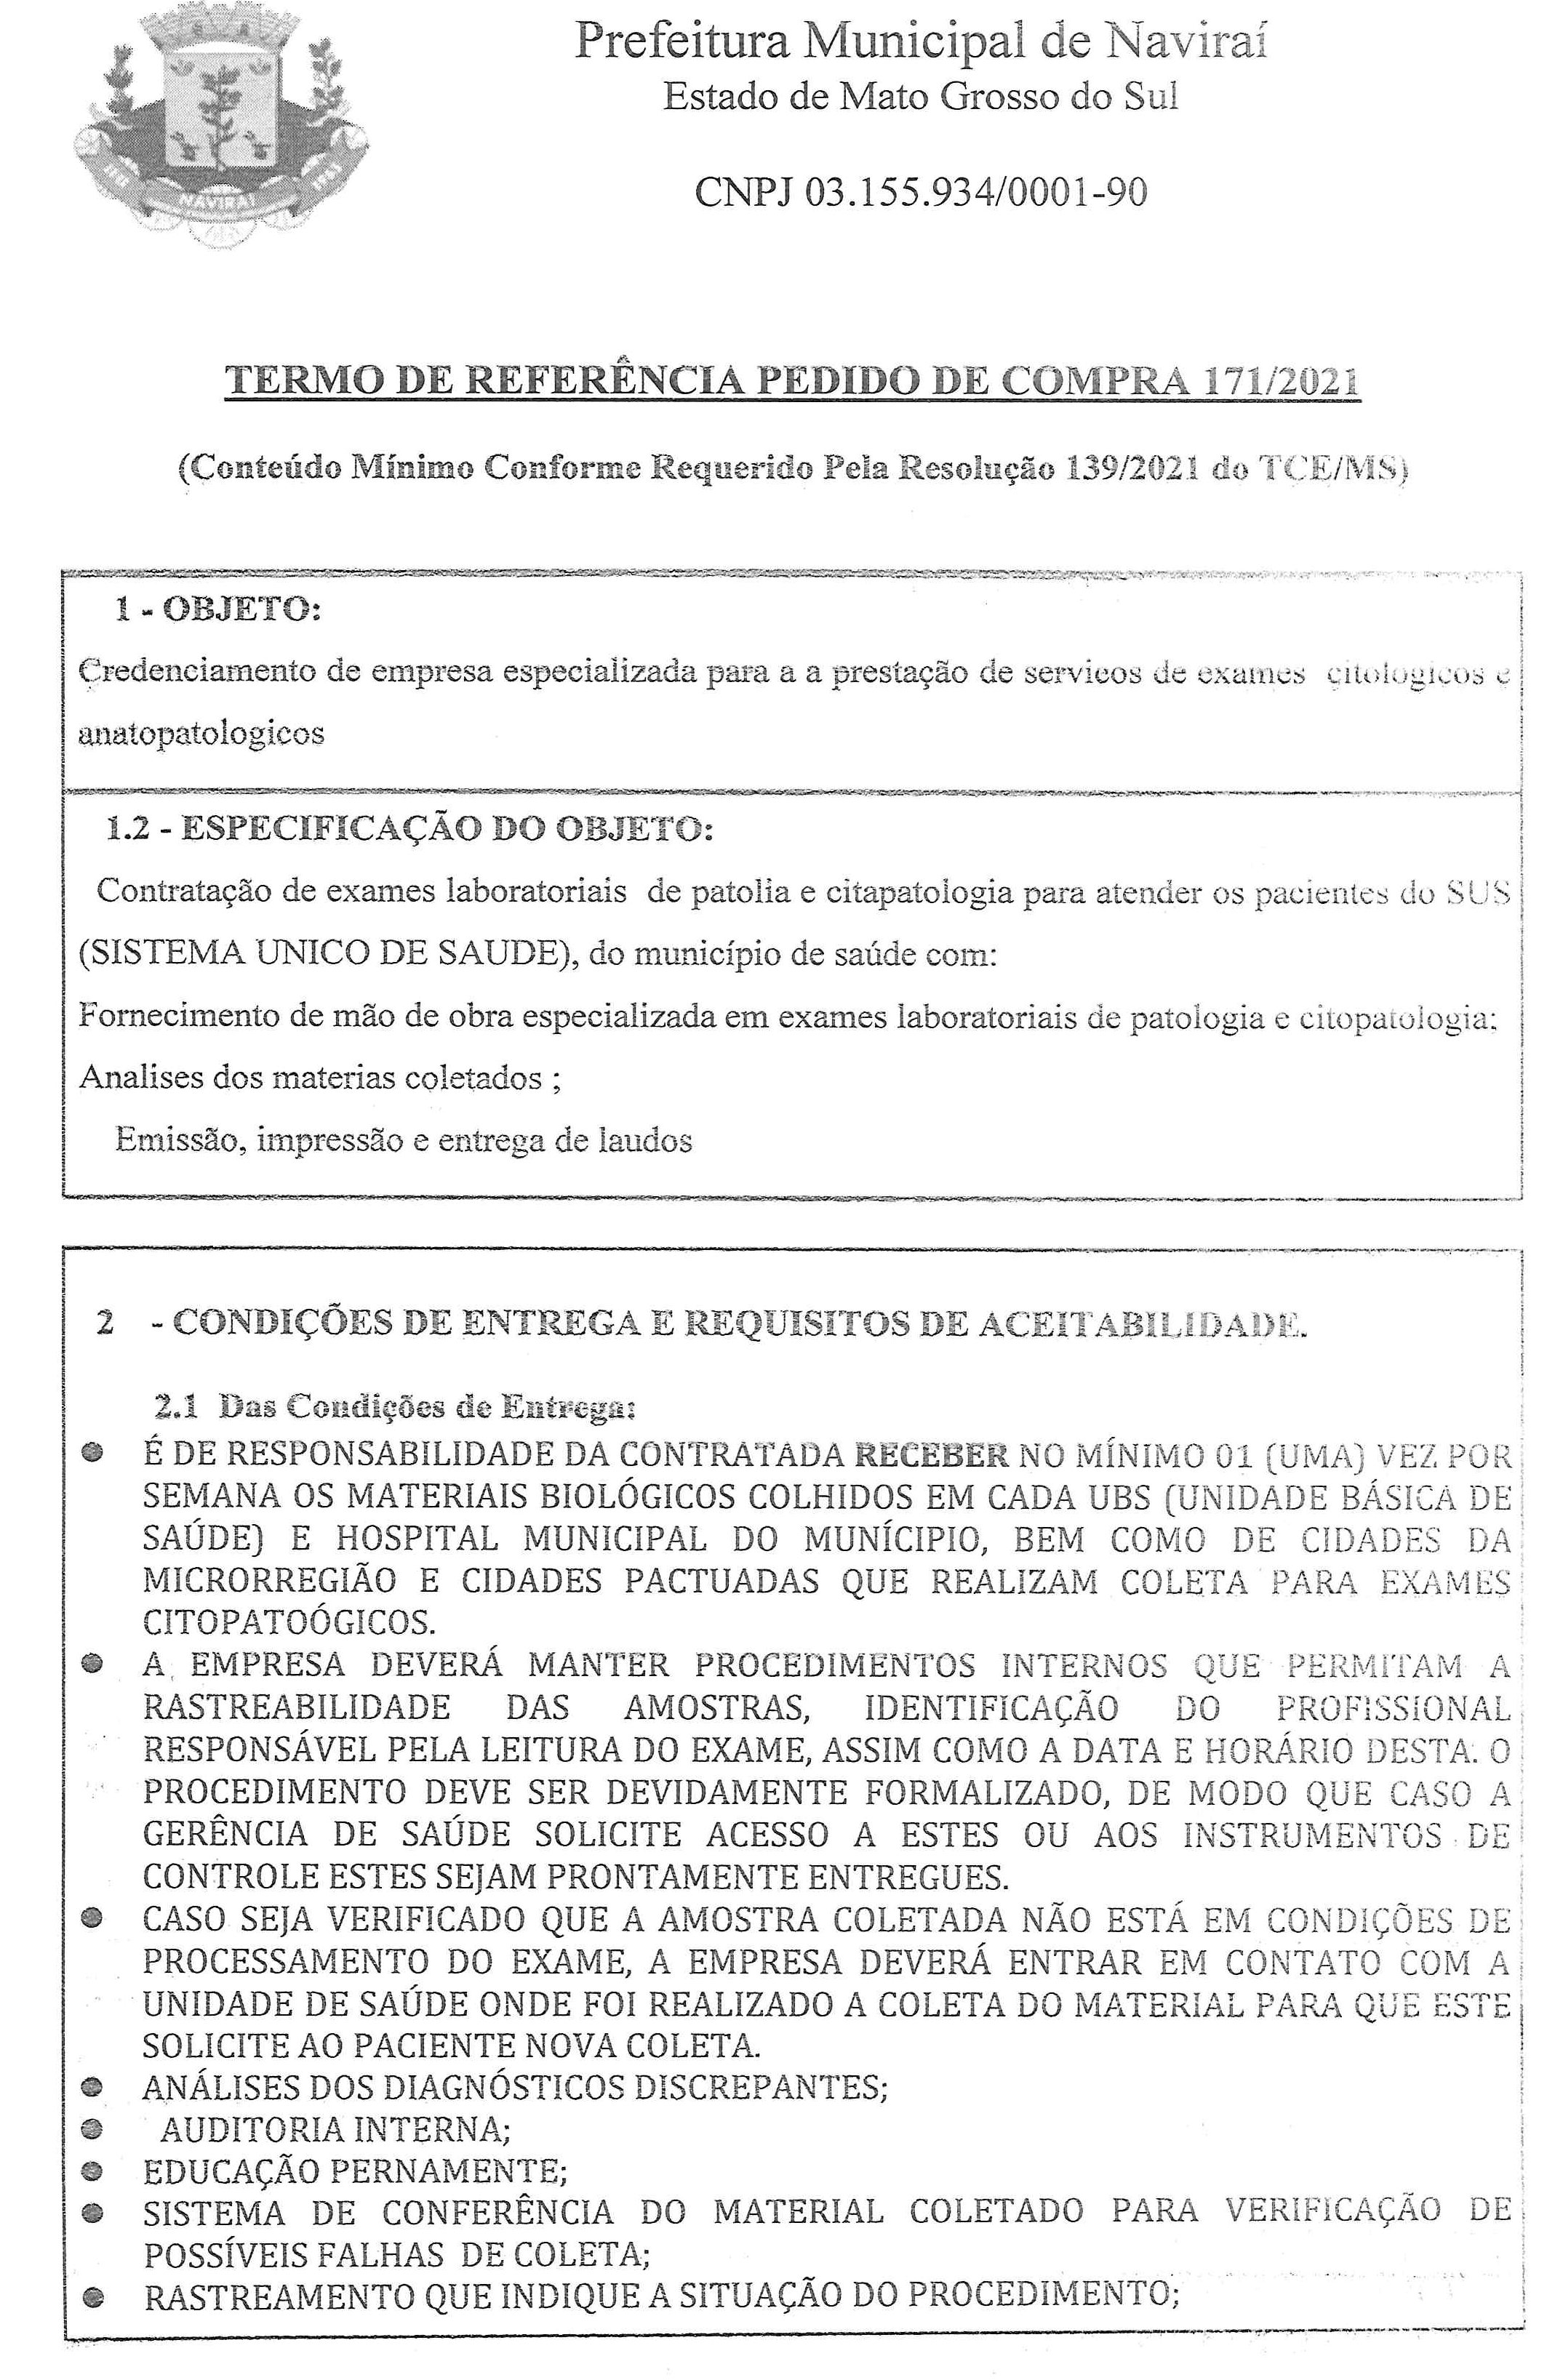 Prefeitura Municipal de Naviraí
Estado de Mato Grosso do Sul
CNPJ 03.155.934/0001-90
NAVIRAÍ
1963
TERMO DE REFERÊNCIA PEDIDO DE COMPRA 171/2021
(Conteúdo Mínimo Conforme Requerido Pela Resolução 139/2021 do TCE/MS)
1 - OBJETO:
Credenciamento de empresa especializada para a a prestação de servicos de exames citologicos e
anatopatologicos
1.2 - ESPECIFICAÇÃO DO OBJETO:
Contratação de exames laboratoriais de patolia e citapatologia para atender os pacientes do SUS
(SISTEMA UNICO DE SAUDE), do município de saúde com:
Fornecimento de mão de obra especializada em exames laboratoriais de patologia e citopatologia;
Analises dos materias coletados ;
Emissão, impressão e entrega de laudos
2 - CONDIÇÕES DE ENTREGA E REQUISITOS DE ACEITABILIDADE.
2.1 Das Condições de Entrega:
● É DE RESPONSABILIDADE DA CONTRATADA RECEBER NO MÍNIMO 01 (UMA) VEZ POR
SEMANA OS MATERIAIS BIOLÓGICOS COLHIDOS EM CADA UBS (UNIDADE BÁSICA DE
SAÚDE) E HOSPITAL MUNICIPAL DO MUNÍCIPIO, BEM COMO DE CIDADES DA
MICRORREGIÃO E CIDADES PACTUADAS QUE REALIZAM COLETA PARA EXAMES
CITOPATOÓGICOS.
● A EMPRESA DEVERÁ MANTER PROCEDIMENTOS INTERNOS QUE PERMITAM A
RASTREABILIDADE DAS AMOSTRAS, IDENTIFICAÇÃO DO PROFISSIONAL
RESPONSÁVEL PELA LEITURA DO EXAME, ASSIM COMO A DATA E HORÁRIO DESTA. O
PROCEDIMENTO DEVE SER DEVIDAMENTE FORMALIZADO, DE MODO QUE CASO A
GERÊNCIA DE SAÚDE SOLICITE ACESSO A ESTES OU AOS INSTRUMENTOS DE
CONTROLE ESTES SEJAM PRONTAMENTE ENTREGUES.
● CASO SEJA VERIFICADO QUE A AMOSTRA COLETADA NÃO ESTÁ EM CONDIÇÕES DE
PROCESSAMENTO DO EXAME, A EMPRESA DEVERÁ ENTRAR EM CONTATO COM A
UNIDADE DE SAÚDE ONDE FOI REALIZADO A COLETA DO MATERIAL PARA QUE ESTE
SOLICITE AO PACIENTE NOVA COLETA.
● ANÁLISES DOS DIAGNÓSTICOS DISCREPANTES;
● AUDITORIA INTERNA;
● EDUCAÇÃO PERNAMENTE;
● SISTEMA DE CONFERÊNCIA DO MATERIAL COLETADO PARA VERIFICAÇÃO DE
POSSÍVEIS FALHAS DE COLETA;
● RASTREAMENTO QUE INDIQUE A SITUAÇÃO DO PROCEDIMENTO;